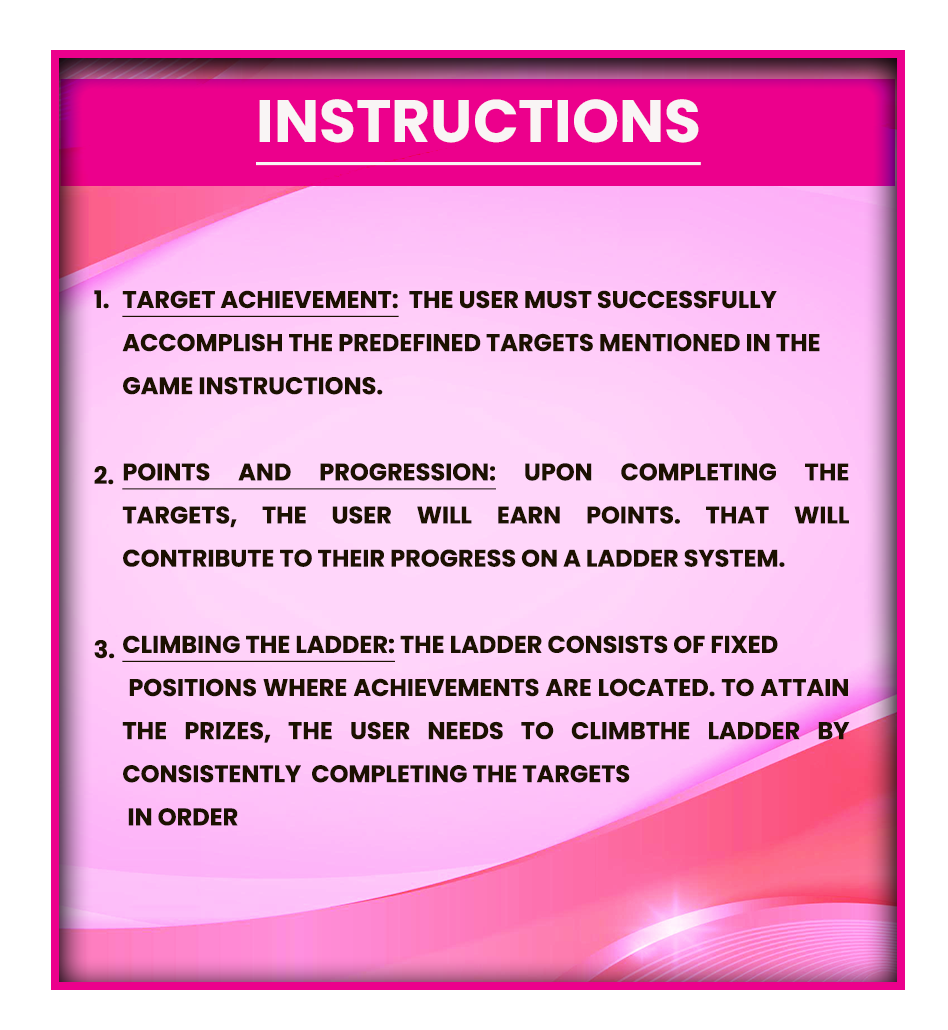 INSTRUCTIONS
1. TARGET ACHIEVEMENT: THE USER MUST SUCCESSFULLY
ACCOMPLISH THE PREDEFINED TARGETS MENTIONED IN THE
GAME INSTRUCTIONS.
2. POINTS AND PROGRESSION: UPON COMPLETING THE
TARGETS, THE USER WILL EARN POINTS. THAT WILL
CONTRIBUTE TO THEIR PROGRESS ON A LADDER SYSTEM.
3. CLIMBING THE LADDER: THE LADDER CONSISTS OF FIXED
POSITIONS WHERE ACHIEVEMENTS ARE LOCATED. TO ATTAIN
THE PRIZES, THE USER NEEDS TO CLIMBTHE LADDER BY
CONSISTENTLY COMPLETING THE TARGETS
IN ORDER